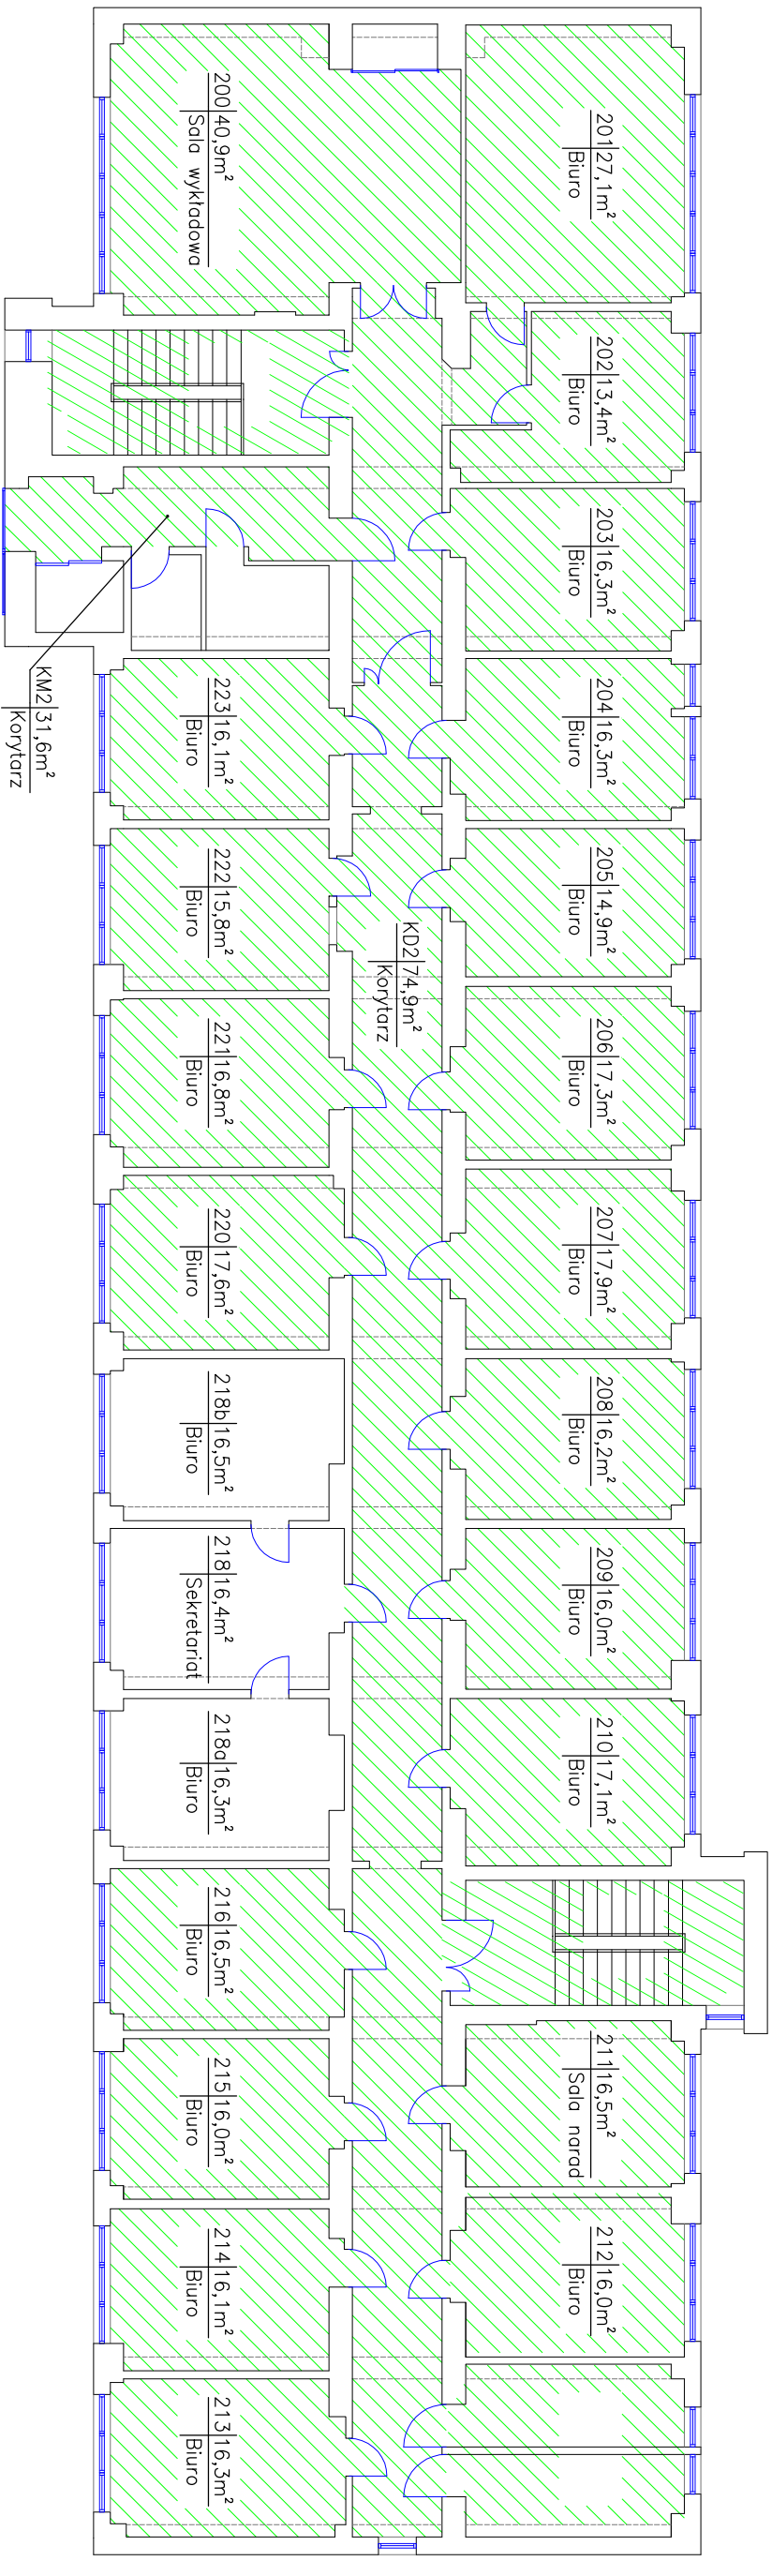 200 40,9m²
Sala wykładowa
201 27,1m²
Biuro
202 13,4m²
Biuro
203 16,3m²
Biuro
204 16,3m²
Biuro
205 14,9m²
Biuro
206 17,3m²
Biuro
207 17,9m²
Biuro
208 16,2m²
Biuro
209 16,0m²
Biuro
210 17,1m²
Biuro
211 16,5m²
Sala narad
212 16,0m²
Biuro
KD2 74,9m²
Korytarz
KM2 31,6m²
Korytarz
223 16,1m²
Biuro
222 15,8m²
Biuro
221 16,8m²
Biuro
220 17,6m²
Biuro
218b 16,5m²
Biuro
218 16,4m²
Sekretariat
218a 16,3m²
Biuro
216 16,5m²
Biuro
215 16,0m²
Biuro
214 16,1m²
Biuro
213 16,3m²
Biuro